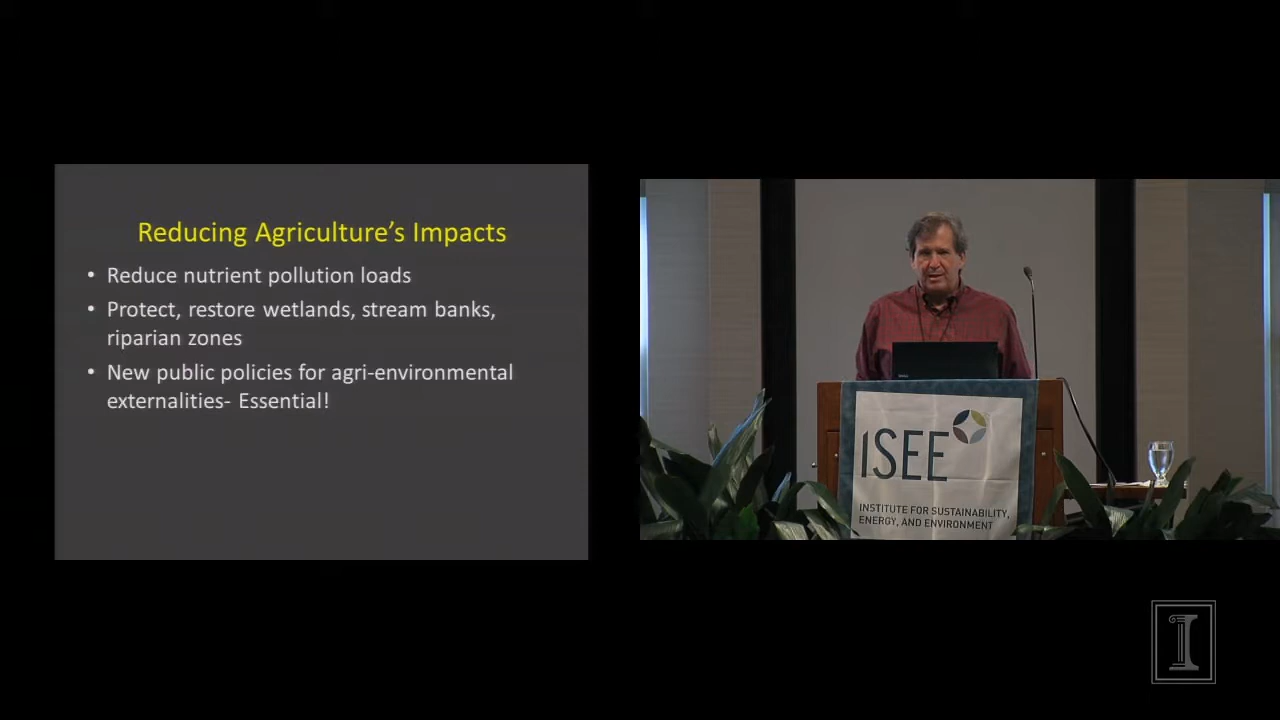 Reducing Agriculture's Impacts
• Reduce nutrient pollution loads
• Protect, restore wetlands, stream banks,
riparian zones
• New public policies for agri-environmental
externalities- Essential!
ISEE
INSTITUTE FOR SUSTAINABILITY,
ENERGY, AND ENVIRONMENT
I